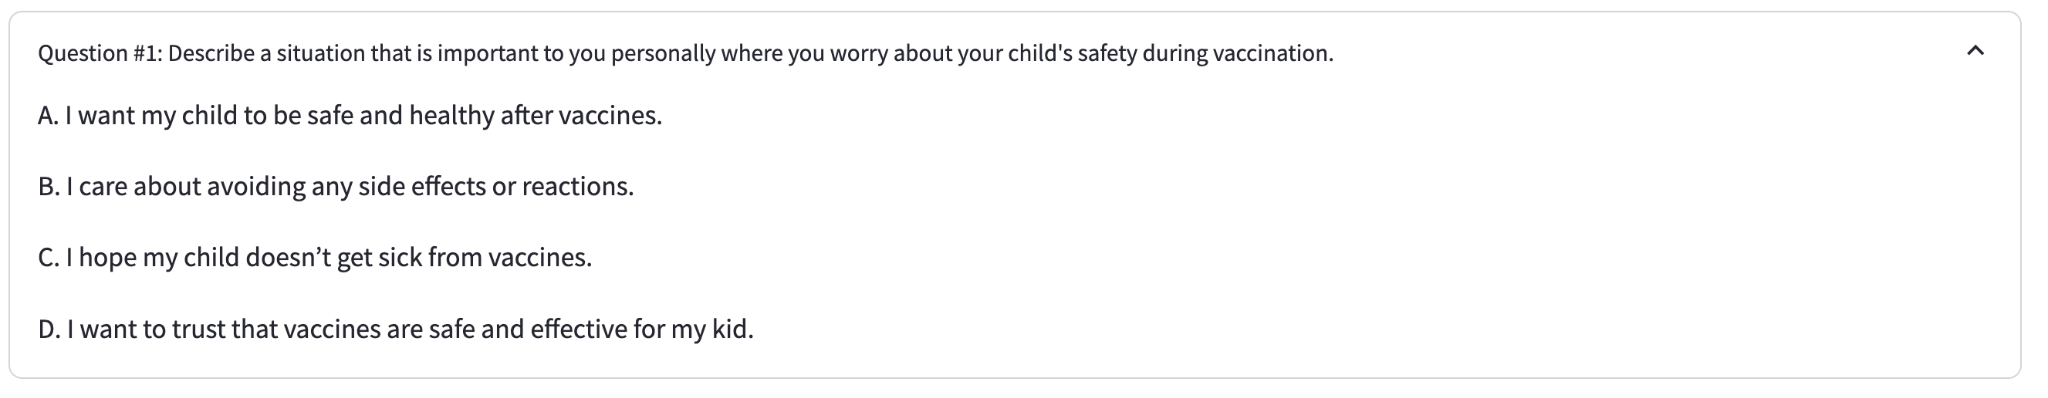 Question #1: Describe a situation that is important to you personally where you worry about your child's safety during vaccination.
A. I want my child to be safe and healthy after vaccines.
B. I care about avoiding any side effects or reactions.
C. I hope my child doesn’t get sick from vaccines.
D. I want to trust that vaccines are safe and effective for my kid.